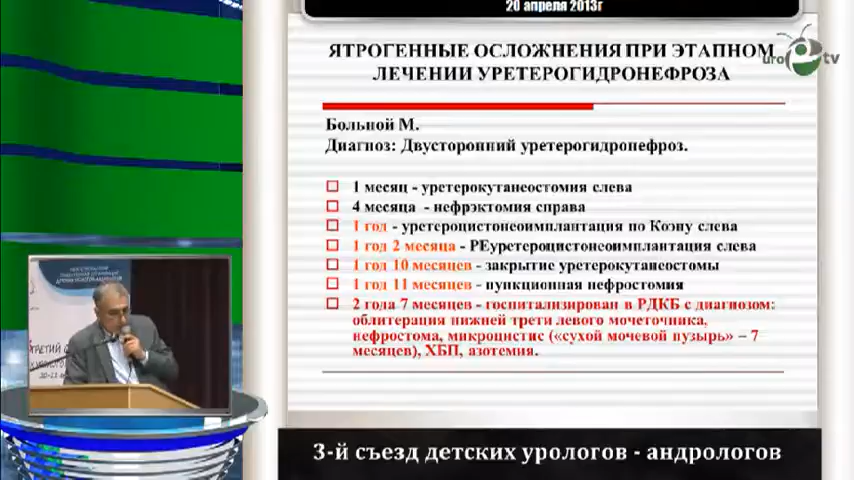 20 апреля 2013г
ЯТРОГЕННЫЕ ОСЛОЖНЕНИЯ ПРИ ЭТАПНОМ
ЛЕЧЕНИИ УРЕТЕРОГИДРОНЕФРОЗА
uro tv
Больной М.
Диагноз: Двусторонний уретерогидронефроз.
1 месяц - уретерокутанеостомия слева
4 месяца - нефрэктомия справа
1 год - уретероцистонеоимплантация по Коэну слева
1 год 2 месяца - РЕуретероцистонеоимплантация слева
1 год 10 месяцев - закрытие уретерокутанеостомы
1 год 11 месяцев - пункционная нефростомия
2 года 7 месяцев - госпитализирован в РДКБ с диагнозом:
облитерация нижней трети левого мочеточника,
нефростома, микроцистис («сухой мочевой пузырь» – 7
месяцев), ХБП, азотемия.
3-й съезд детских урологов - андрологов